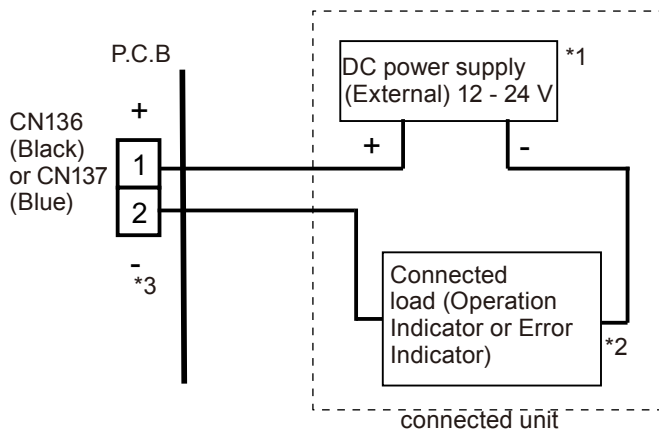 P.C.B
+
CN136
(Black)
or CN137
(Blue)
1
2
-
*3
DC power supply
(External) 12 - 24 V
*1
+
-
Connected
load (Operation
Indicator or Error
Indicator)
*2
connected unit